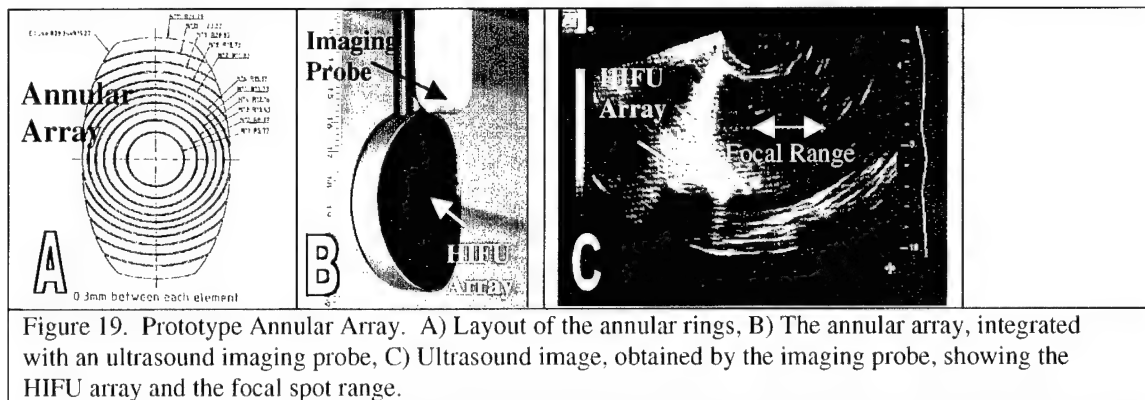 Annular
Array
A
0.3mm between each element
Imaging
Probe
HIFU
Array
B
HIFU
Array
Focal Range
C
Figure 19. Prototype Annular Array. A) Layout of the annular rings, B) The annular array, integrated
with an ultrasound imaging probe, C) Ultrasound image, obtained by the imaging probe, showing the
HIFU array and the focal spot range.